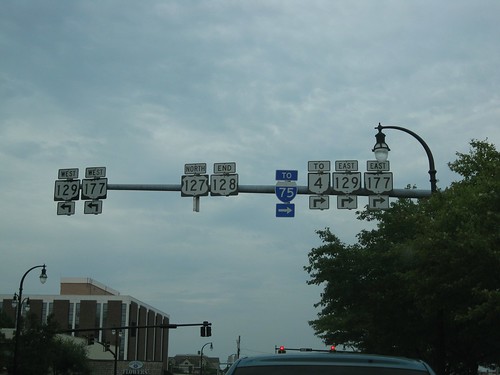 WEST WEST
129 177
NORTH END
127 128
TO
75
TO EAST EAST
4 129 177